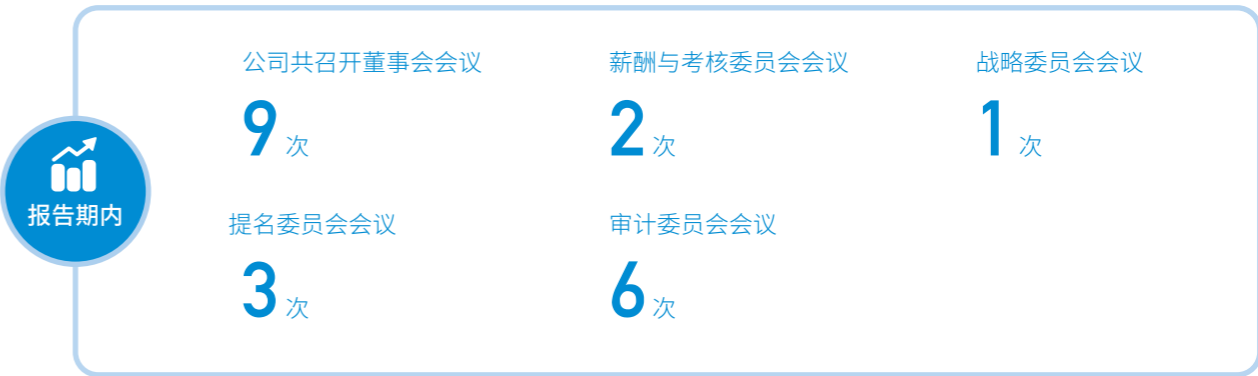 报告期内
公司共召开董事会会议
9 次
薪酬与考核委员会会议
2 次
战略委员会会议
1 次
提名委员会会议
3 次
审计委员会会议
6 次